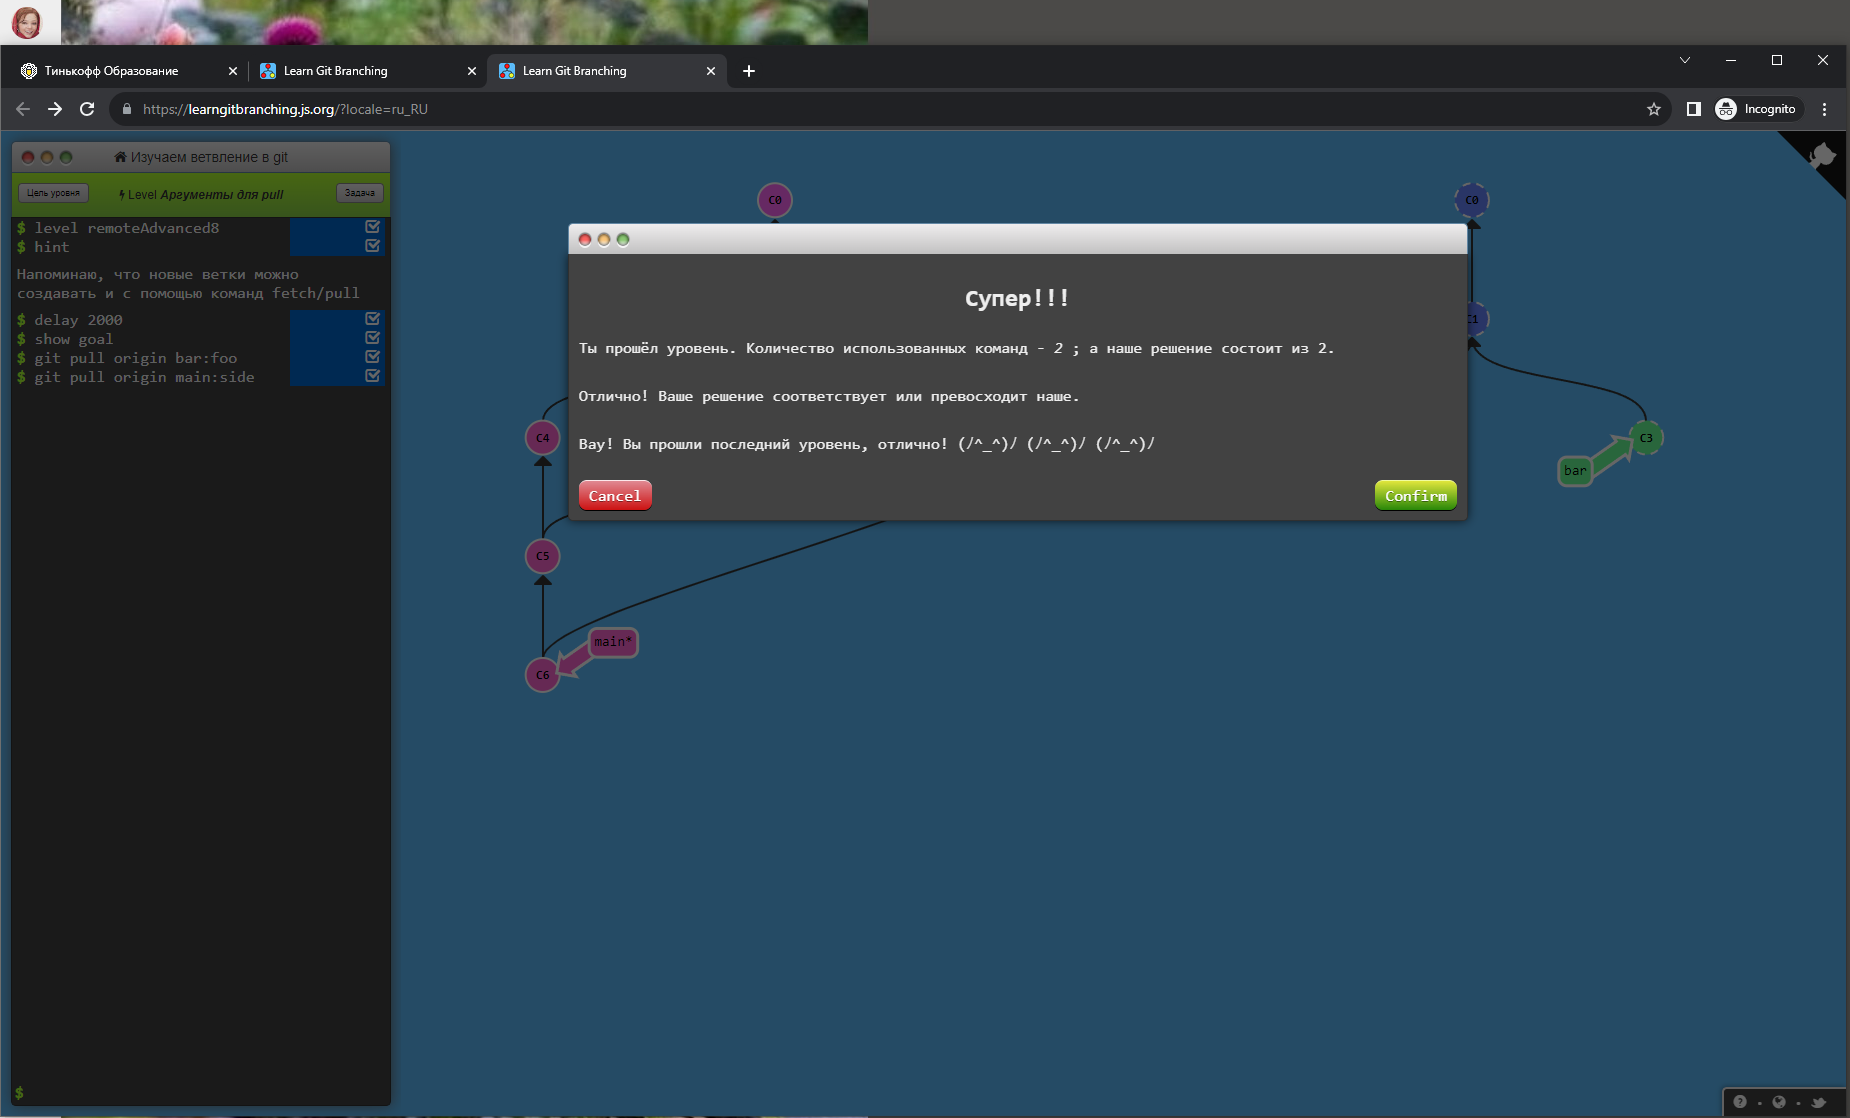 Тинькофф Образование
Learn Git Branching
Learn Git Branching
https://learngitbranching.js.org/?locale=ru_RU
Incognito
Изучаем ветвление в git
Цель уровня
Level Аргументы для pull
Задача
$ level remoteAdvanced8
$ hint
Напоминаю, что новые ветки можно
создавать и с помощью команд fetch/pull
$ delay 2000
$ show goal
$ git pull origin bar:foo
$ git pull origin main:side
$
C0
C4
C5
C6
main*
Супер!!!
Ты прошёл уровень. Количество использованных команд - 2 ; а наше решение состоит из 2.
Отлично! Ваше решение соответствует или превосходит наше.
Вау! Вы прошли последний уровень, отлично! (/^_^)/ (/^_^)/ (/^_^)/
Cancel
Confirm
C0
C1
C3
bar